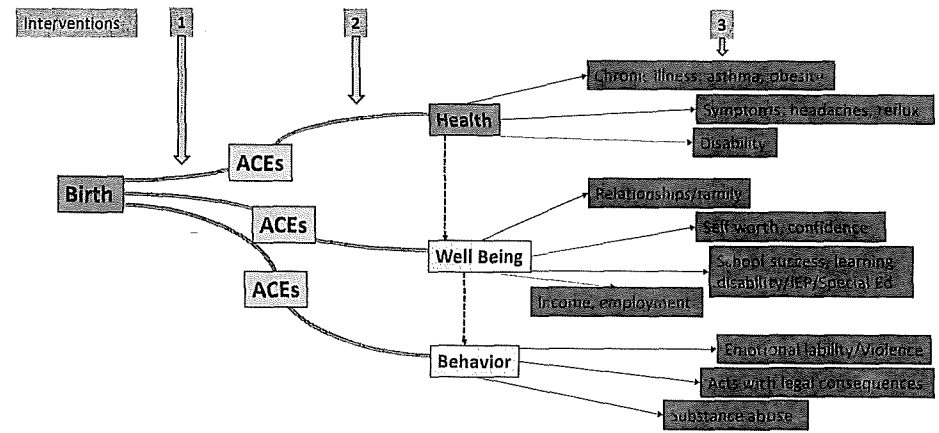 Interventions
1
2
3
Chronic illness, asthma, obesity
Health
Symptoms, headaches, reflux
Disability
ACEs
Birth
ACEs
ACEs
Relationships/family
Self worth, confidence
Well Being
School success, learning
disability/IEP/Special Ed
Income, employment
Emotional lability/Violence
Behavior
Acts with legal consequences
Substance abuse